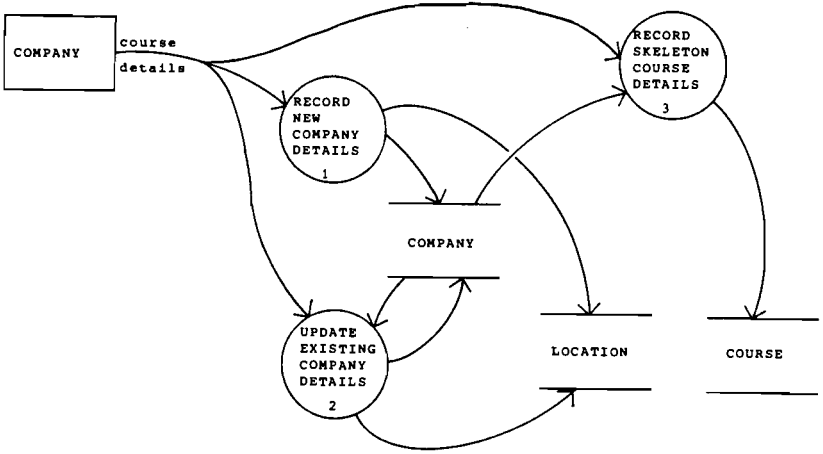 COMPANY
course
details
RECORD
NEW
COMPANY
DETAILS
1
RECORD
SKELETON
COURSE
DETAILS
3
COMPANY
UPDATE
EXISTING
COMPANY
DETAILS
2
LOCATION
COURSE